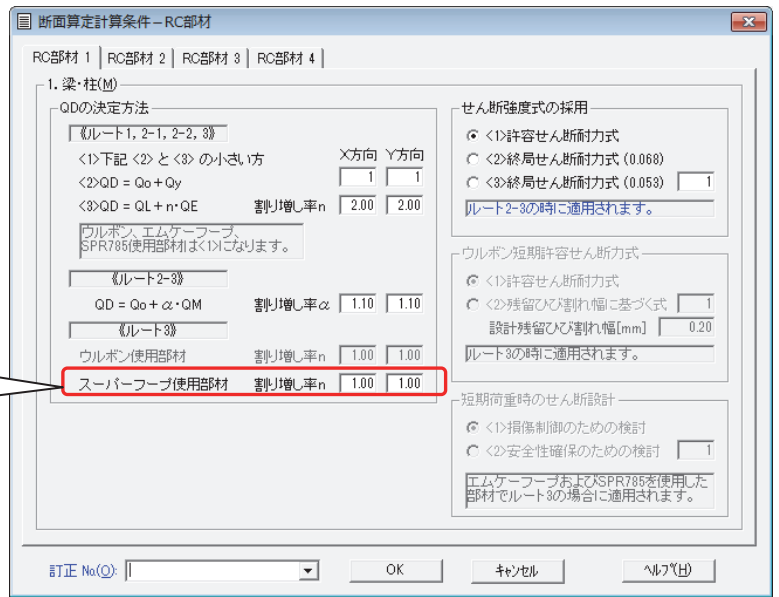 断面算定計算条件－RC部材
RC部材 1 RC部材 2 RC部材 3 RC部材 4
1. 梁・柱(M)
QDの決定方法
《ルート1, 2-1, 2-2, 3》
<1>下記 <2> と <3> の小さい方 X方向 Y方向
<2>QD = Qo＋Qy 1 1
<3>QD = QL＋n・QE 割り増し率n 2.00 2.00
ウルボン、エムケーフープ、
SPR785使用部材は<1>になります。
《ルート2-3》
QD = Qo＋α・QM 割り増し率α 1.10 1.10
《ルート3》
ウルボン使用部材 割り増し率n 1.00 1.00
スーパーフープ使用部材 割り増し率n 1.00 1.00
せん断強度式の採用
<1>許容せん断耐力式
<2>終局せん断耐力式 (0.068)
<3>終局せん断耐力式 (0.053) 1
ルート2-3の時に適用されます。
ウルボン短期許容せん断力式
<1>許容せん断耐力式
<2>残留ひび割れ幅に基づく式 1
設計残留ひび割れ幅[mm] 0.20
ルート3の時に適用されます。
短期荷重時のせん断設計
<1>損傷制御のための検討
<2>安全性確保のための検討 1
エムケーフープおよびSPR785を使用した
部材でルート3の場合に適用されます。
訂正 No.(O): OK キャンセル ヘルプ(H)